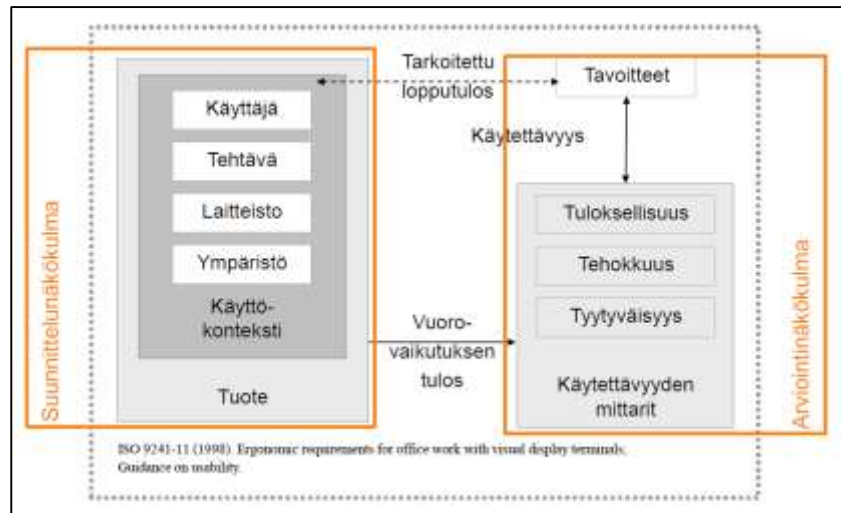 Suunnittelunäkökulma
Käyttäjä
Tehtävä
Laitteisto
Ympäristö
Käyttö-
konteksti
Tuote
Tarkoitettu
lopputulos
Käytettävyys
Vuoro-
vaikutuksen
tulos
Tavoitteet
Tuloksellisuus
Tehokkuus
Tyytyväisyys
Käytettävyyden
mittarit
Arviointinäkökulma
ISO 9241-11 (1998). Ergonomic requirements for office work with visual display terminals,
Guidance on usability.